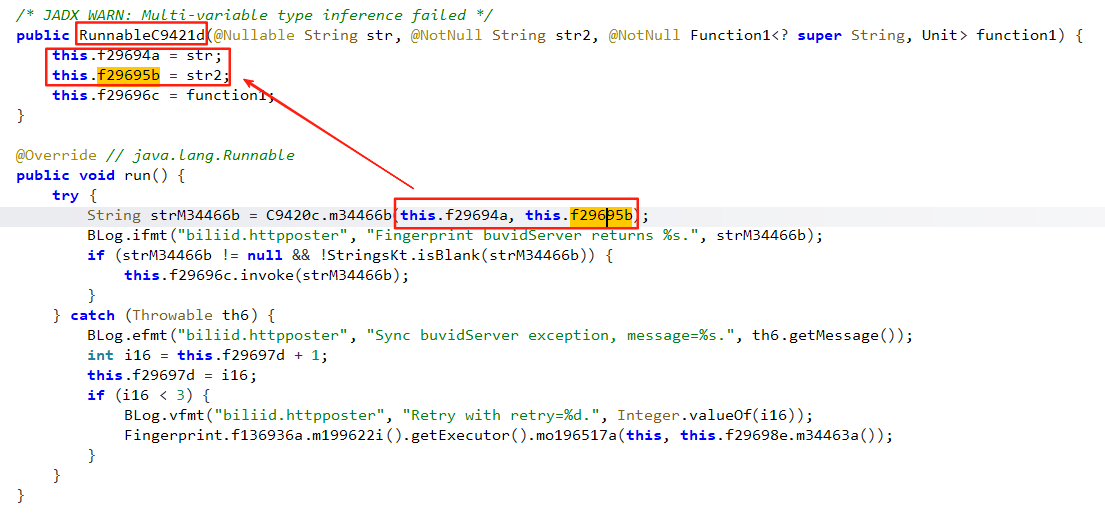 /* JADX WARN: Multi-variable type inference failed */
public RunnableC9421d(@Nullable String str, @NotNull String str2, @NotNull Function1<? super String, Unit> function1) {
    this.f29694a = str;
    this.f29695b = str2;
    this.f29696c = function1;
}
@Override // java.lang.Runnable
public void run() {
    try {
        String strM34466b = C9420c.m34466b(this.f29694a, this.f29695b);
        BLog.ifmt("biliid.httpposter", "Fingerprint buvidServer returns %s.", strM34466b);
        if (strM34466b != null && !StringsKt.isBlank(strM34466b)) {
            this.f29696c.invoke(strM34466b);
        }
    } catch (Throwable th6) {
        BLog.efmt("biliid.httpposter", "Sync buvidServer exception, message=%s.", th6.getMessage());
        int i16 = this.f29697d + 1;
        this.f29697d = i16;
        if (i16 < 3) {
            BLog.vfmt("biliid.httpposter", "Retry with retry=%d.", Integer.valueOf(i16));
            Fingerprint.f136936a.m199622i().getExecutor().mo196517a(this, this.f29698e.m34463a());
        }
    }
}